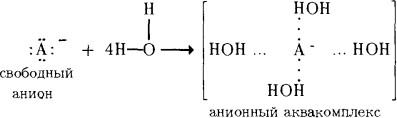 H
HOH
:Ä:⁻ + 4H—O → HOH ... A⁻ ... HOH
H
свободный
анион
HOH
анионный аквакомплекс